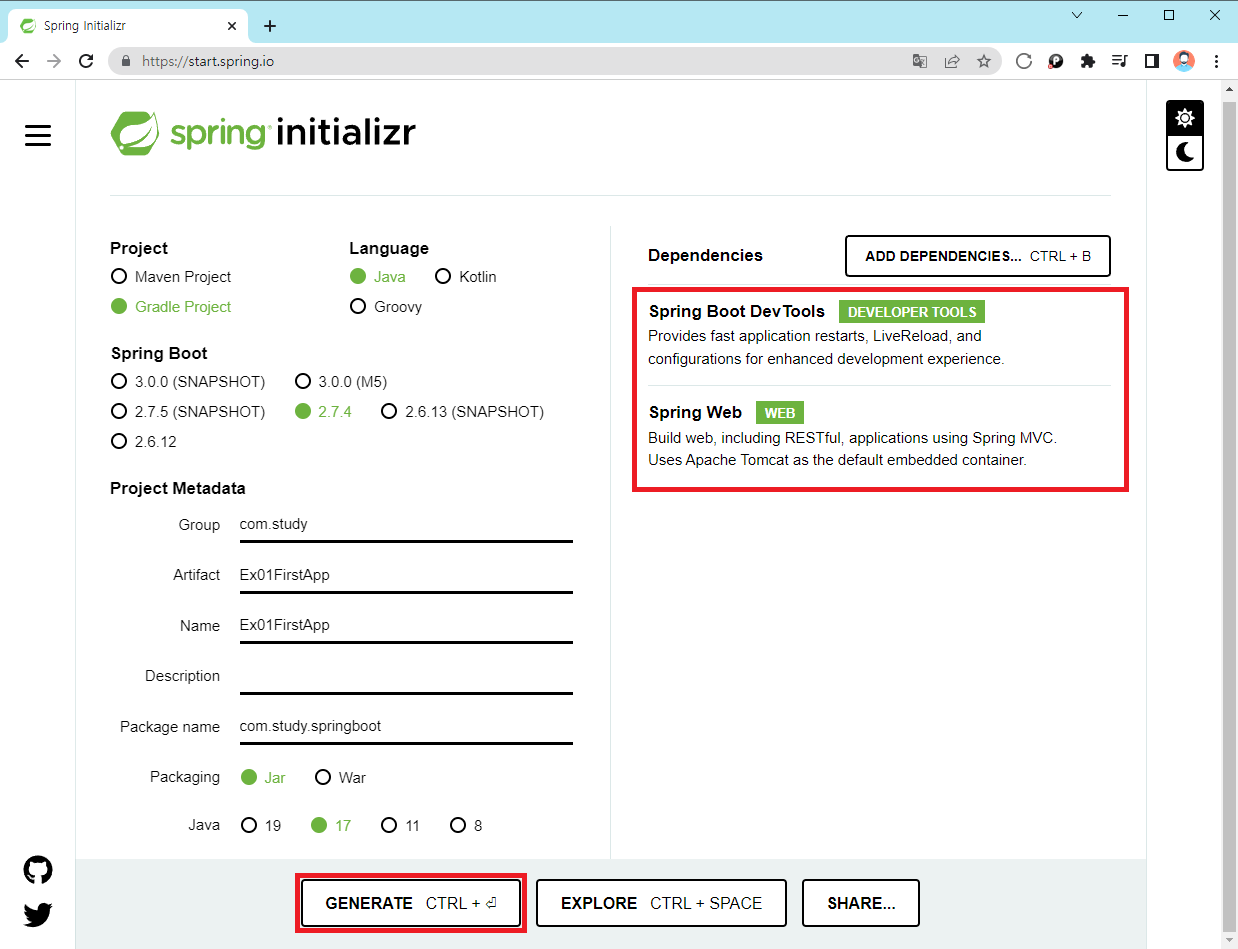 Spring Initializr
https://start.spring.io
spring initializr
Project
Maven Project
Gradle Project
Language
Java Kotlin
Groovy
Spring Boot
3.0.0 (SNAPSHOT) 3.0.0 (M5)
2.7.5 (SNAPSHOT) 2.7.4 2.6.13 (SNAPSHOT)
2.6.12
Project Metadata
Group com.study
Artifact Ex01FirstApp
Name Ex01FirstApp
Description
Package name com.study.springboot
Packaging Jar War
Java 19 17 11 8
Dependencies
ADD DEPENDENCIES... CTRL + B
Spring Boot DevTools DEVELOPER TOOLS
Provides fast application restarts, LiveReload, and
configurations for enhanced development experience.
Spring Web WEB
Build web, including RESTful, applications using Spring MVC.
Uses Apache Tomcat as the default embedded container.
GENERATE CTRL + ⏎
EXPLORE CTRL + SPACE
SHARE...